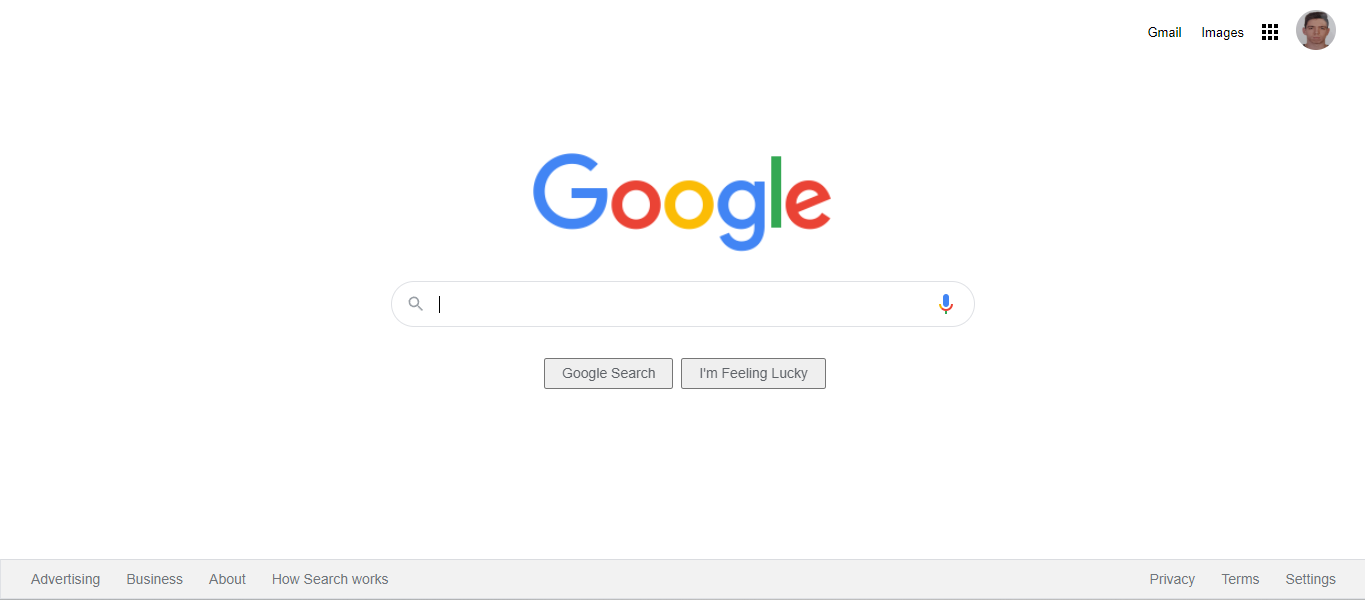 Gmail Images
Google
Google Search I'm Feeling Lucky
Advertising Business About How Search works Privacy Terms Settings